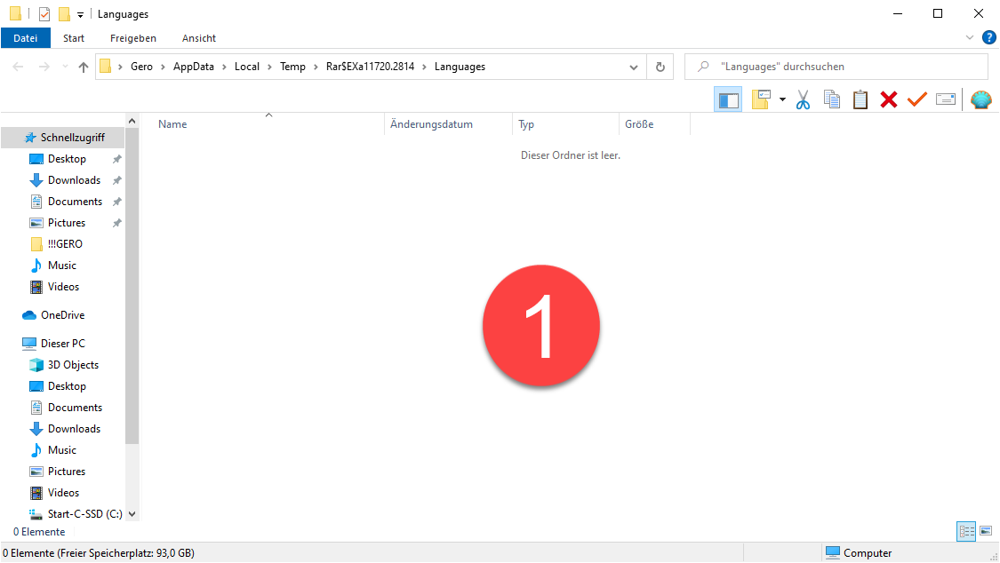 Languages
Datei Start Freigeben Ansicht
Gero AppData Local Temp Rar$EXa11720.2814 Languages
"Languages" durchsuchen
Name Änderungsdatum Typ Größe
Dieser Ordner ist leer.
Schnellzugriff
Desktop
Downloads
Documents
Pictures
!!!GERO
Music
Videos
OneDrive
Dieser PC
3D Objects
Desktop
Documents
Downloads
Music
Pictures
Videos
Start-C-SSD (C:)
1
0 Elemente
0 Elemente (Freier Speicherplatz: 93,0 GB)
Computer